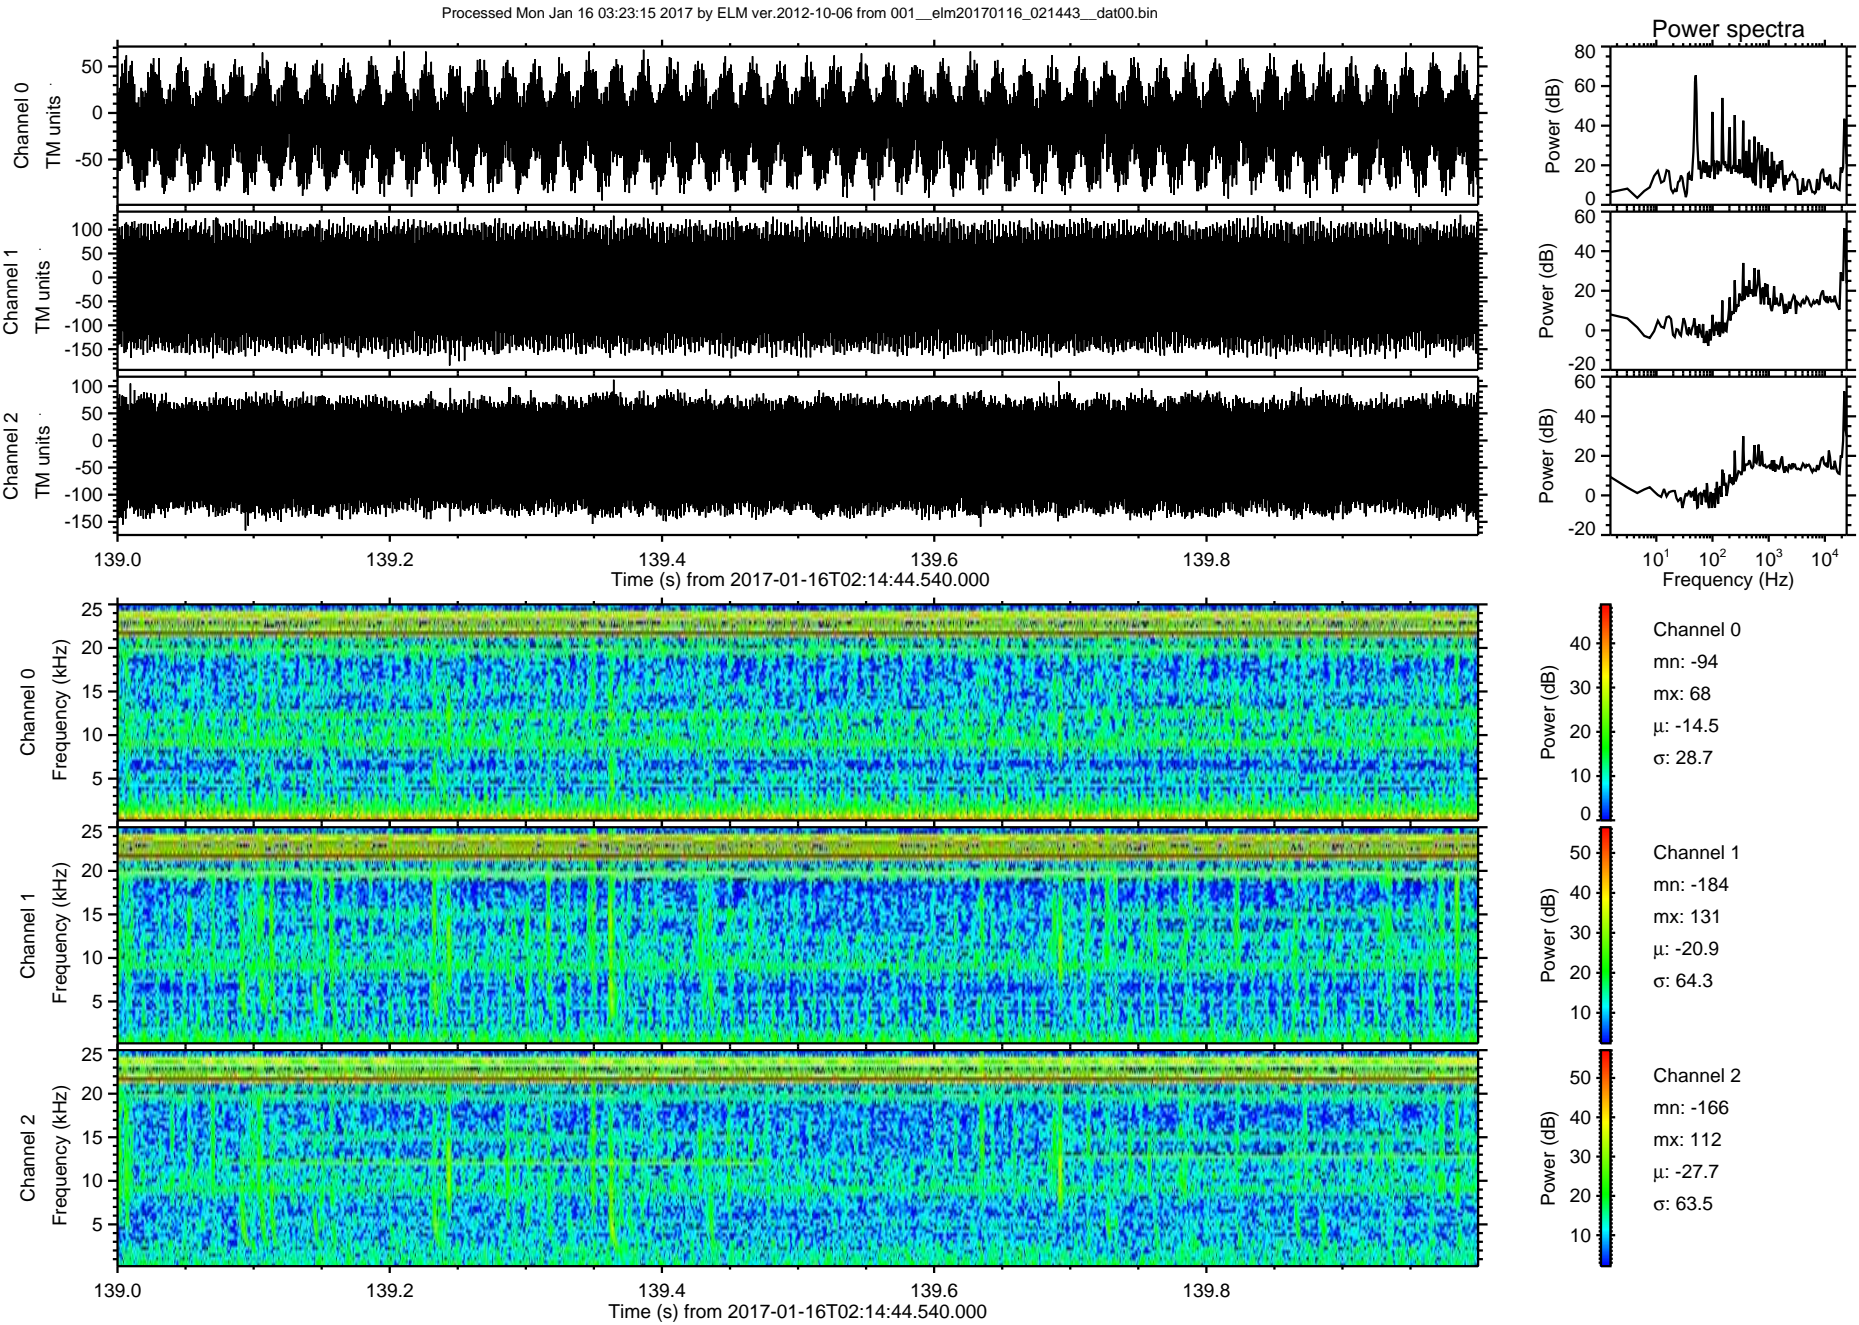 Processed Mon Jan 16 03:23:15 2017 by ELM ver.2012-10-06 from 001__elm20170116_021443__dat00.bin
Power spectra
Channel 0
TM units
50
0
-50
Power (dB)
80
60
40
20
0
Channel 1
TM units
100
50
0
-50
-100
-150
Power (dB)
60
40
20
0
-20
Channel 2
TM units
100
50
0
-50
-100
-150
Power (dB)
60
40
20
0
-20
139.0 139.2 139.4 139.6 139.8
Time (s) from 2017-01-16T02:14:44.540.000
10^1 10^2 10^3 10^4
Frequency (Hz)
Channel 0
Frequency (kHz)
25
20
15
10
5
Power (dB)
40
30
20
10
0
Channel 0
mn: -94
mx: 68
μ: -14.5
σ: 28.7
Channel 1
Frequency (kHz)
25
20
15
10
5
Power (dB)
50
40
30
20
10
Channel 1
mn: -184
mx: 131
μ: -20.9
σ: 64.3
Channel 2
Frequency (kHz)
25
20
15
10
5
Power (dB)
50
40
30
20
10
Channel 2
mn: -166
mx: 112
μ: -27.7
σ: 63.5
139.0 139.2 139.4 139.6 139.8
Time (s) from 2017-01-16T02:14:44.540.000